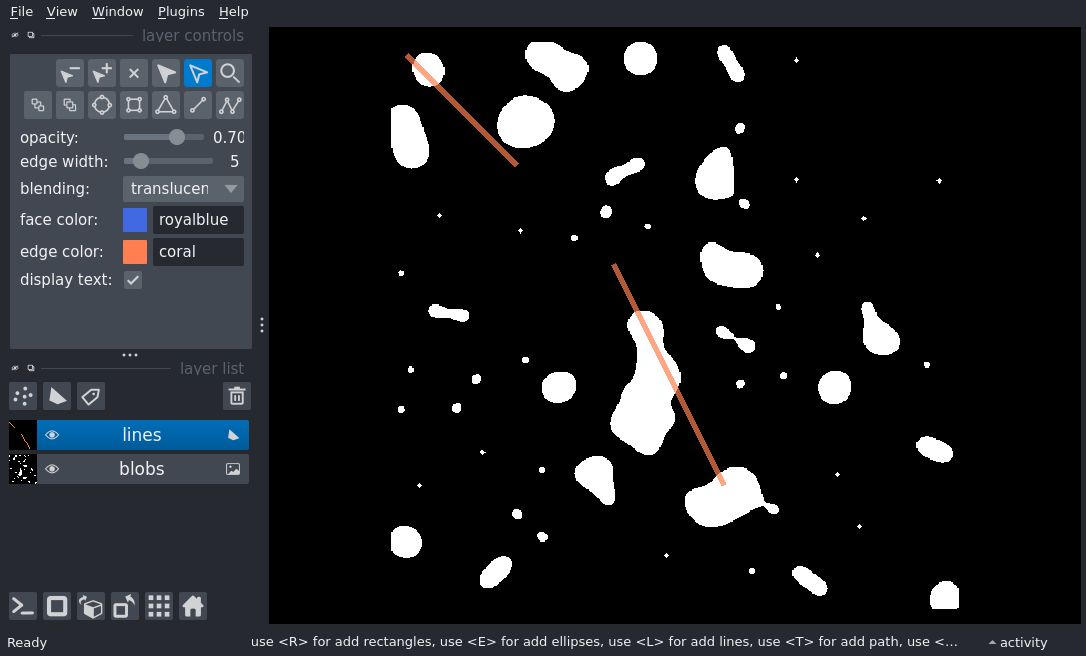 File View Window Plugins Help
layer controls
opacity: 0.70
edge width: 5
blending: translucen
face color: royalblue
edge color: coral
display text:
layer list
lines
blobs
Ready use <R> for add rectangles, use <E> for add ellipses, use <L> for add lines, use <T> for add path, use <... activity